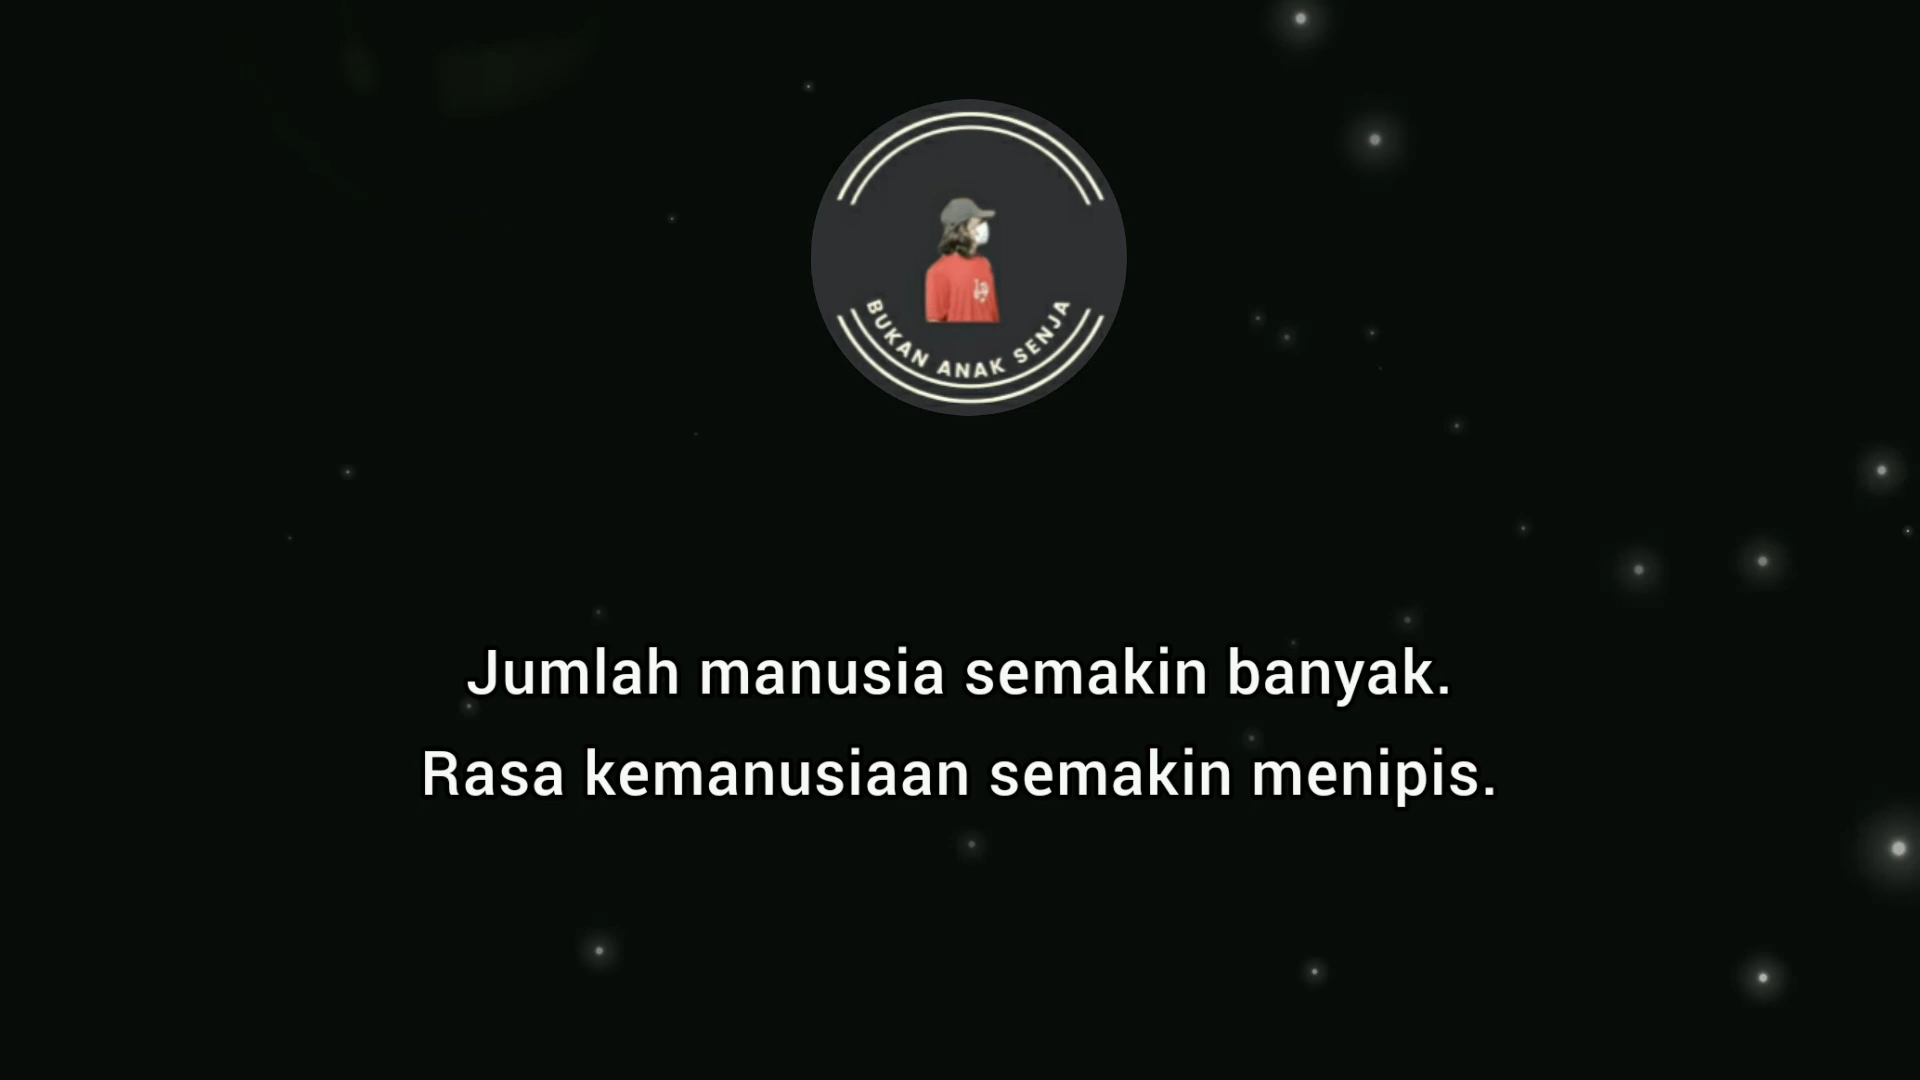 BUKAN ANAK SENJA
Jumlah manusia semakin banyak.
Rasa kemanusiaan semakin menipis.